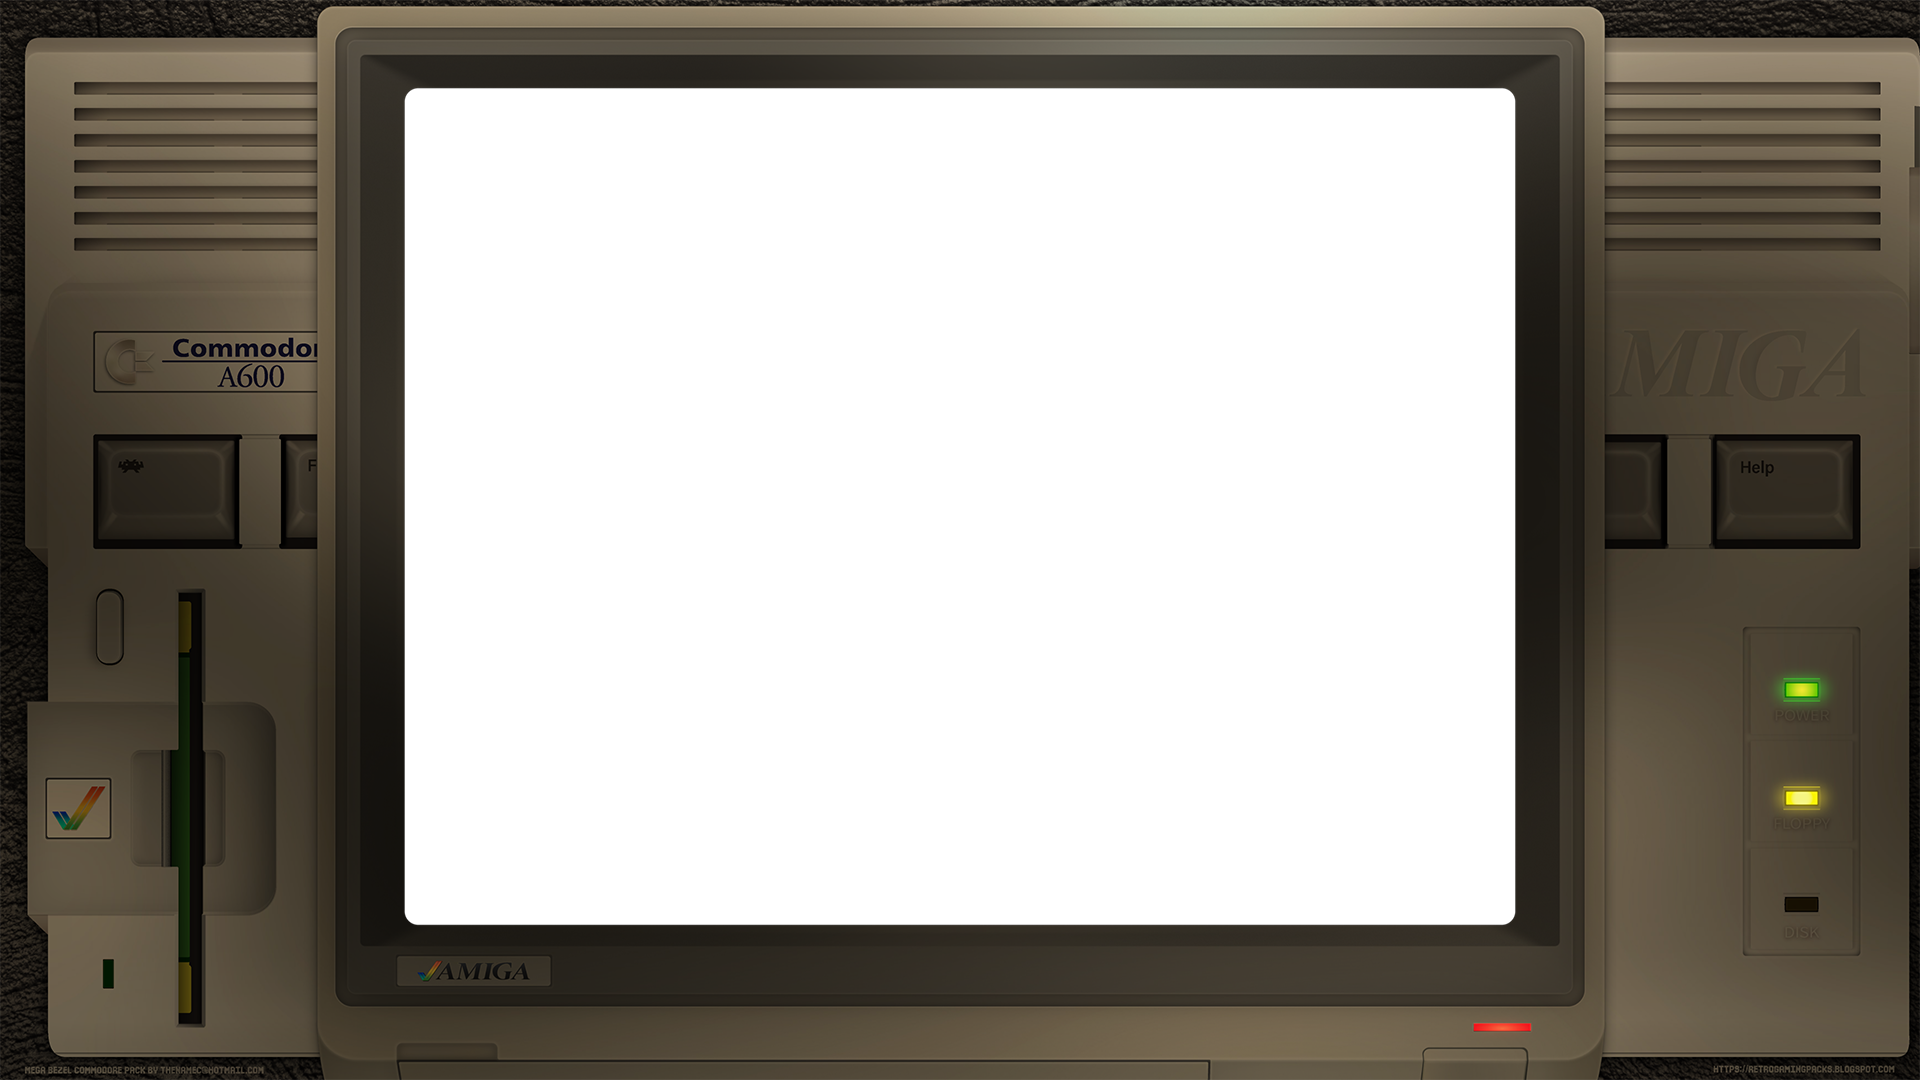 Commodor
A600
MIGA
F
Help
POWER
FLOPPY
DISK
AMIGA
MEGA BEZEL COMMODORE PACK BY THENAMEC@HOTMAIL.COM
HTTPS://RETROGAMINGPACKS.BLOGSPOT.COM